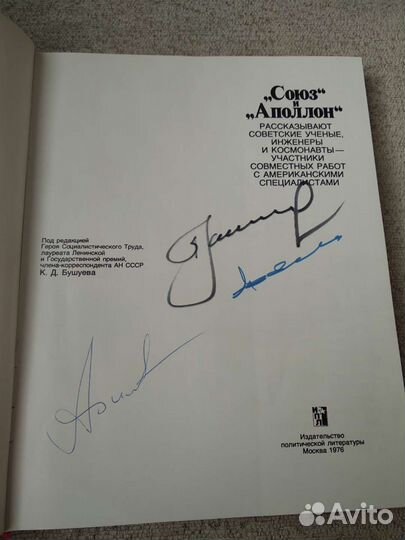 „Союз"
и
„Аполлон"
РАССКАЗЫВАЮТ
СОВЕТСКИЕ УЧЕНЫЕ,
ИНЖЕНЕРЫ
И КОСМОНАВТЫ—
УЧАСТНИКИ
СОВМЕСТНЫХ РАБОТ
С АМЕРИКАНСКИМИ
СПЕЦИАЛИСТАМИ
Под редакцией
Героя Социалистического Труда,
лауреата Ленинской
и Государственной премий,
члена-корреспондента АН СССР
К. Д. Бушуева
Издательство
политической литературы
Москва 1976
Avito